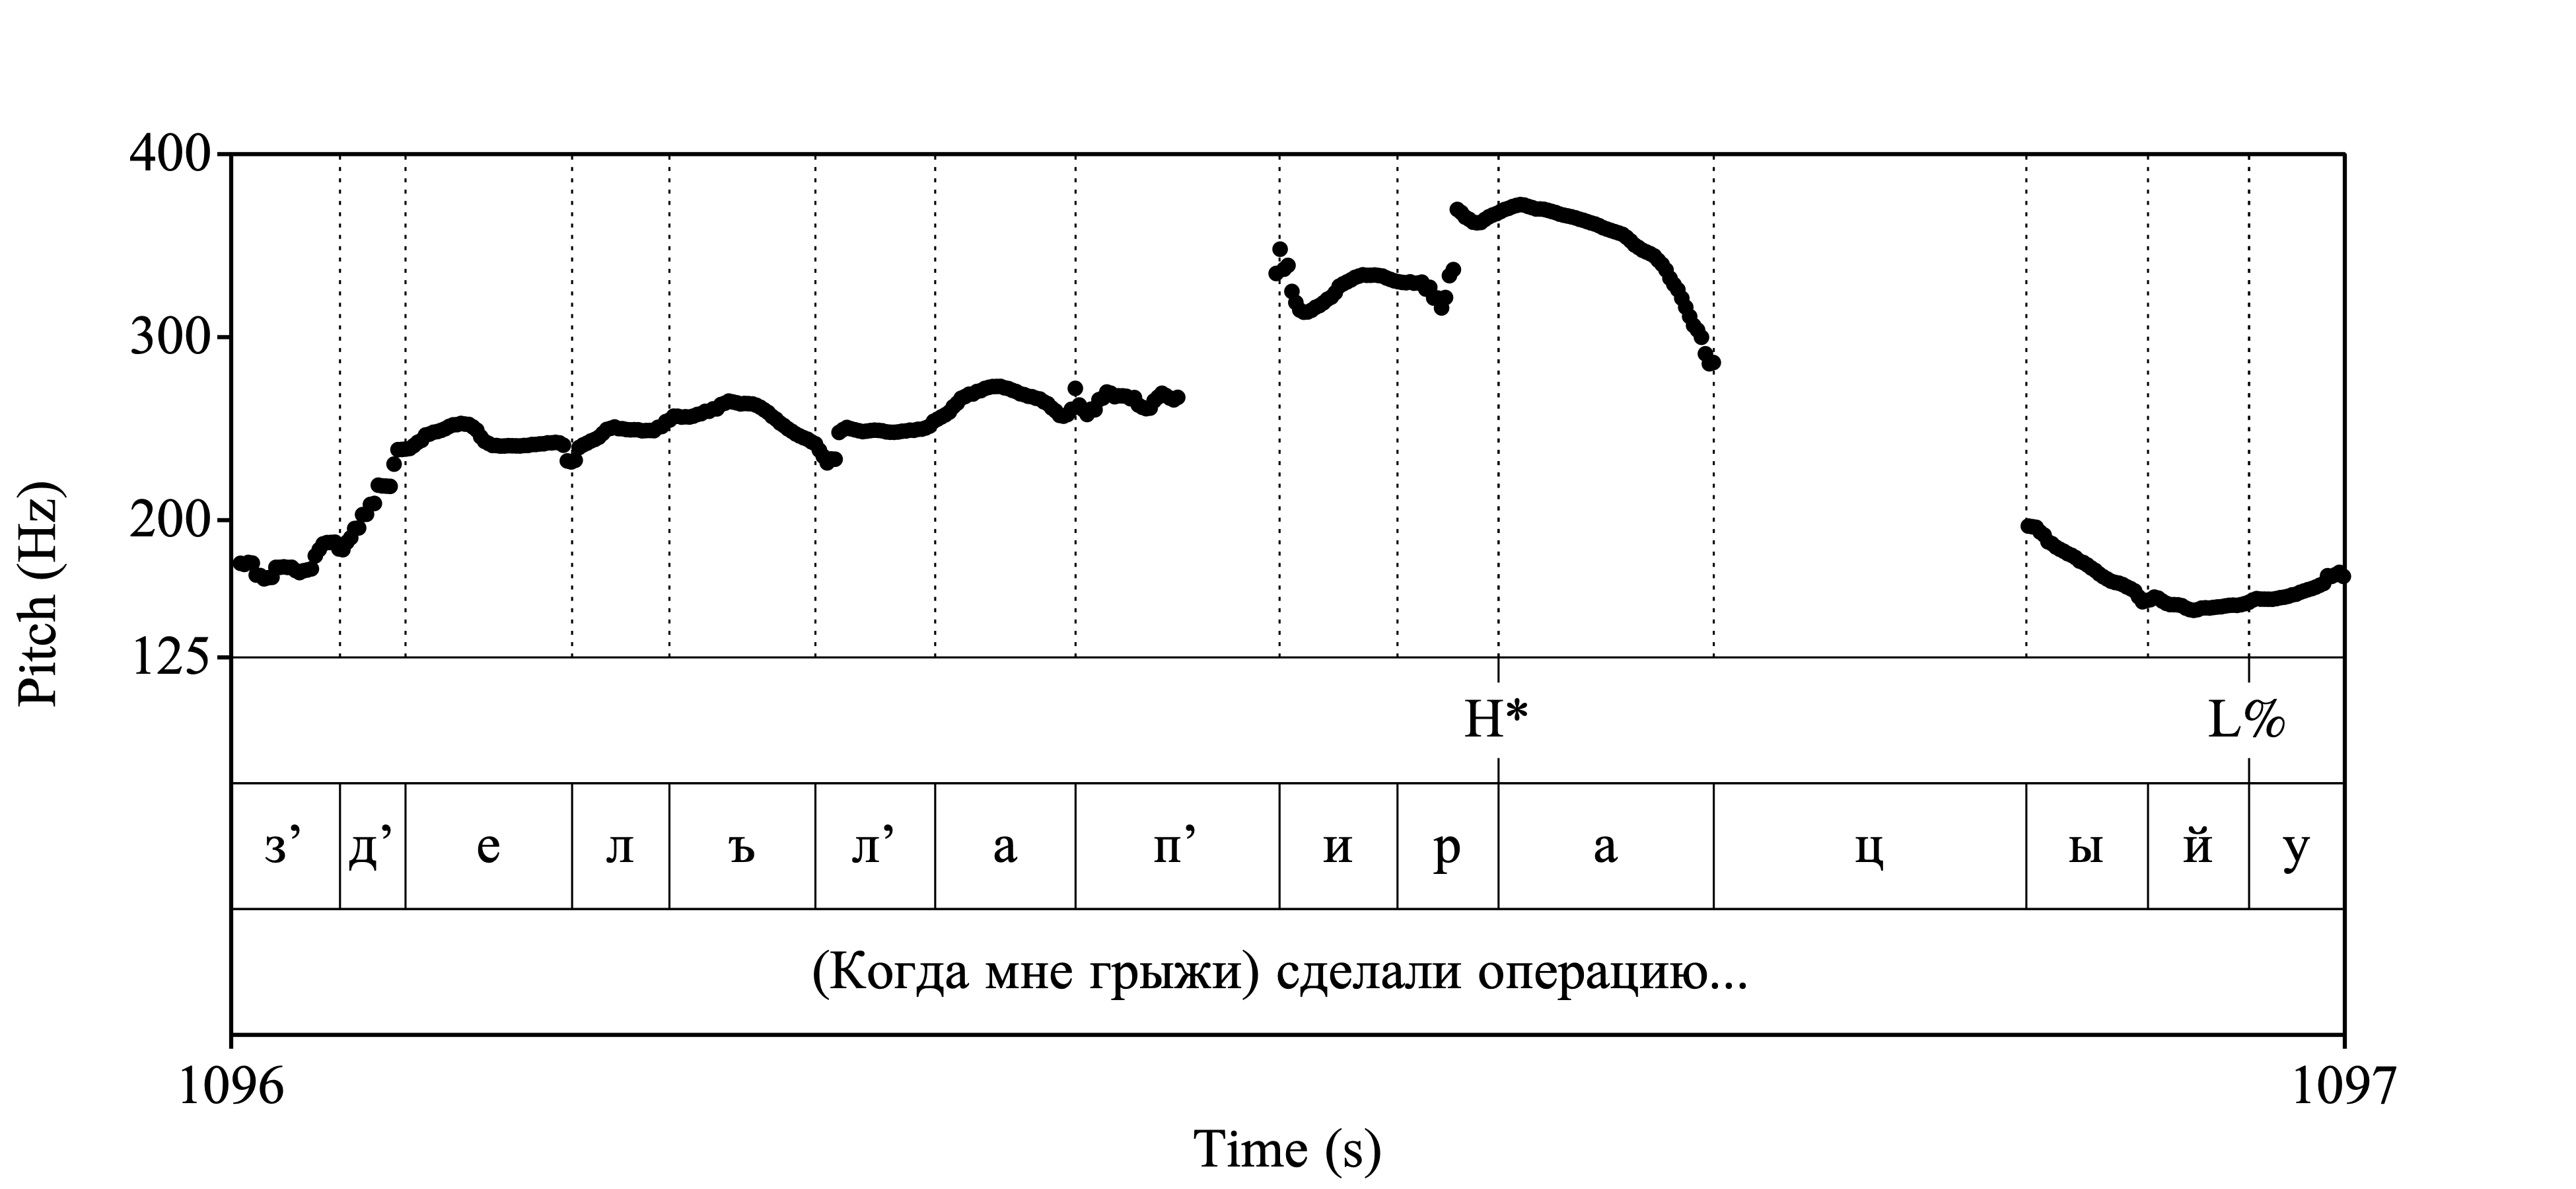 400
300
200
125
Pitch (Hz)
H* L%
з’ д’ е л ъ л’ а п’ и р а ц ы й у
(Когда мне грыжи) сделали операцию...
1096 1097
Time (s)